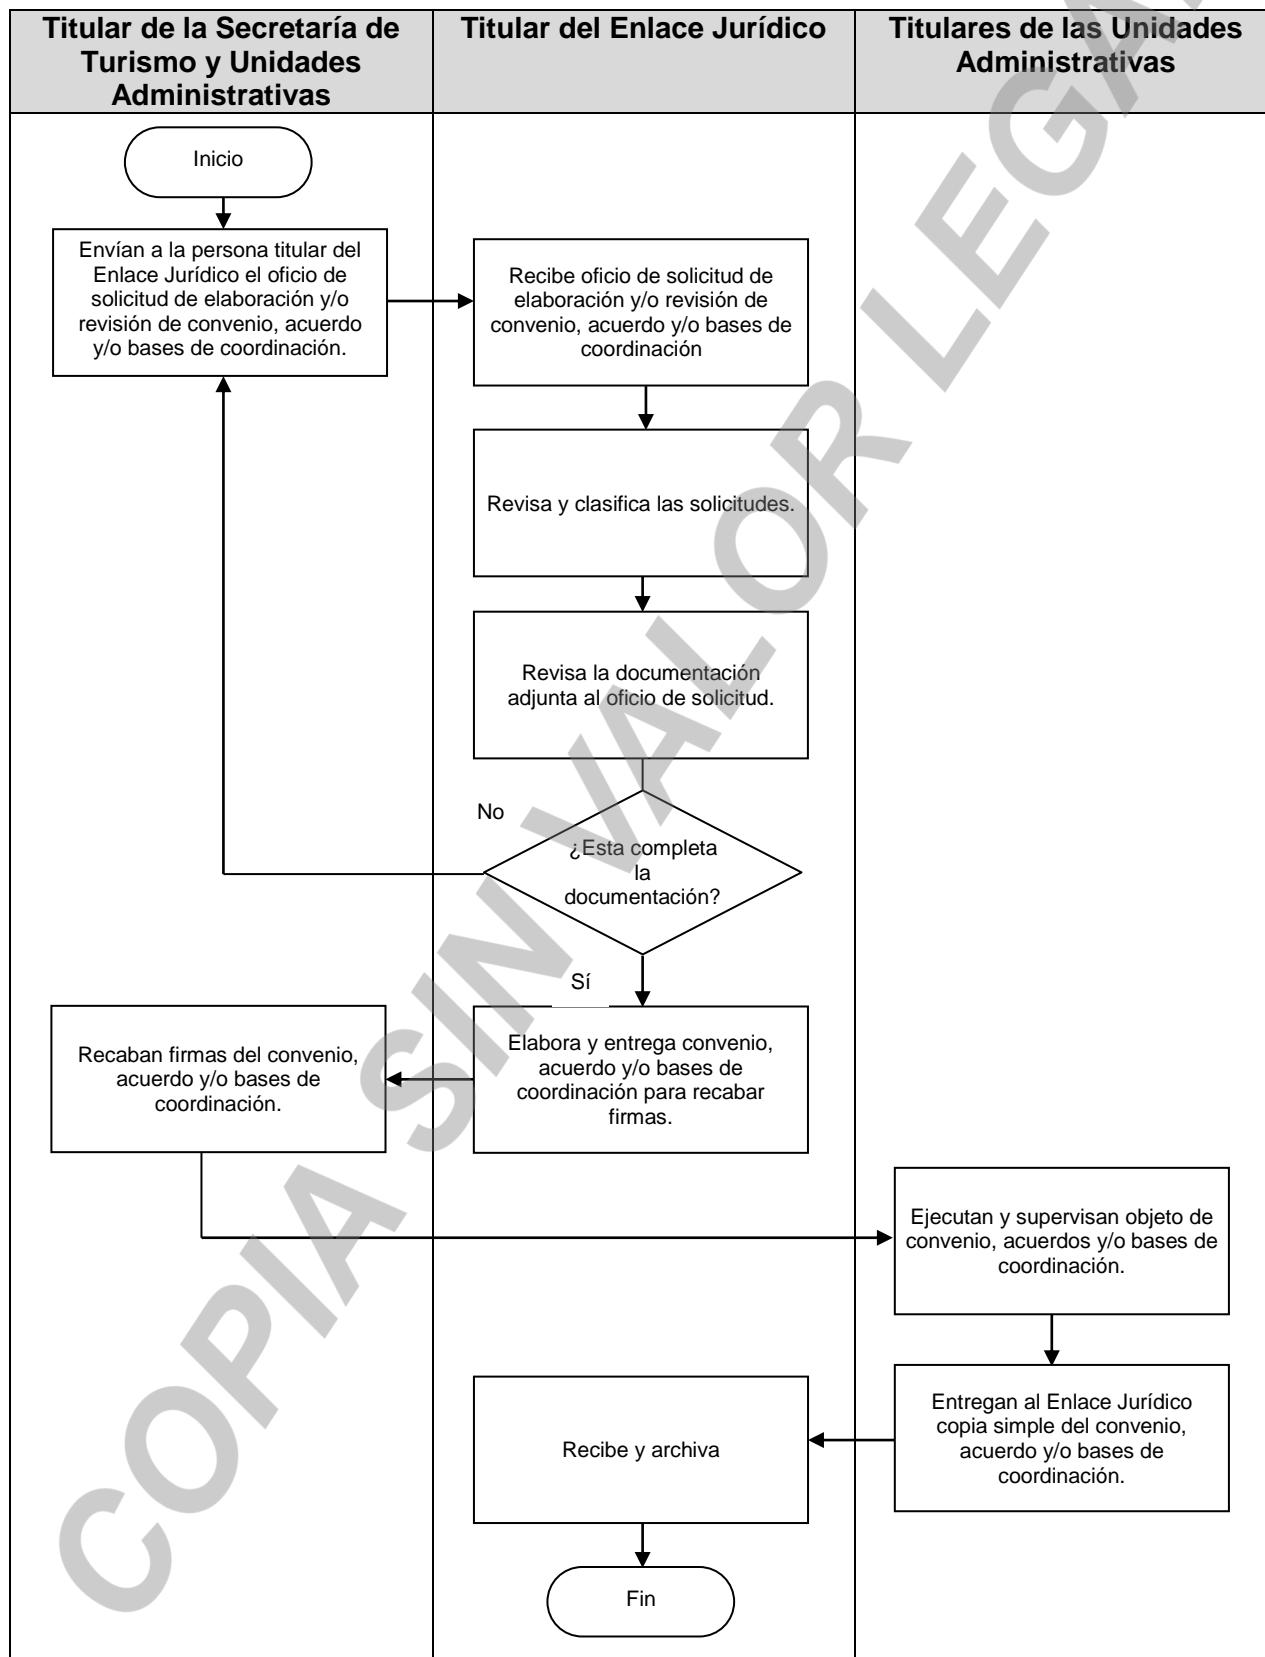 Titular de la Secretaría de
Turismo y Unidades
Administrativas
Titular del Enlace Jurídico
Titulares de las Unidades
Administrativas
Inicio
Envían a la persona titular del
Enlace Jurídico el oficio de
solicitud de elaboración y/o
revisión de convenio, acuerdo
y/o bases de coordinación.
Recibe oficio de solicitud de
elaboración y/o revisión de
convenio, acuerdo y/o bases de
coordinación
Revisa y clasifica las solicitudes.
Revisa la documentación
adjunta al oficio de solicitud.
No
¿Esta completa
la
documentación?
Sí
Elabora y entrega convenio,
acuerdo y/o bases de
coordinación para recabar
firmas.
Recaban firmas del convenio,
acuerdo y/o bases de
coordinación.
Ejecutan y supervisan objeto de
convenio, acuerdos y/o bases de
coordinación.
Entregan al Enlace Jurídico
copia simple del convenio,
acuerdo y/o bases de
coordinación.
Recibe y archiva
Fin
COPIA SIN VALOR LEGAL